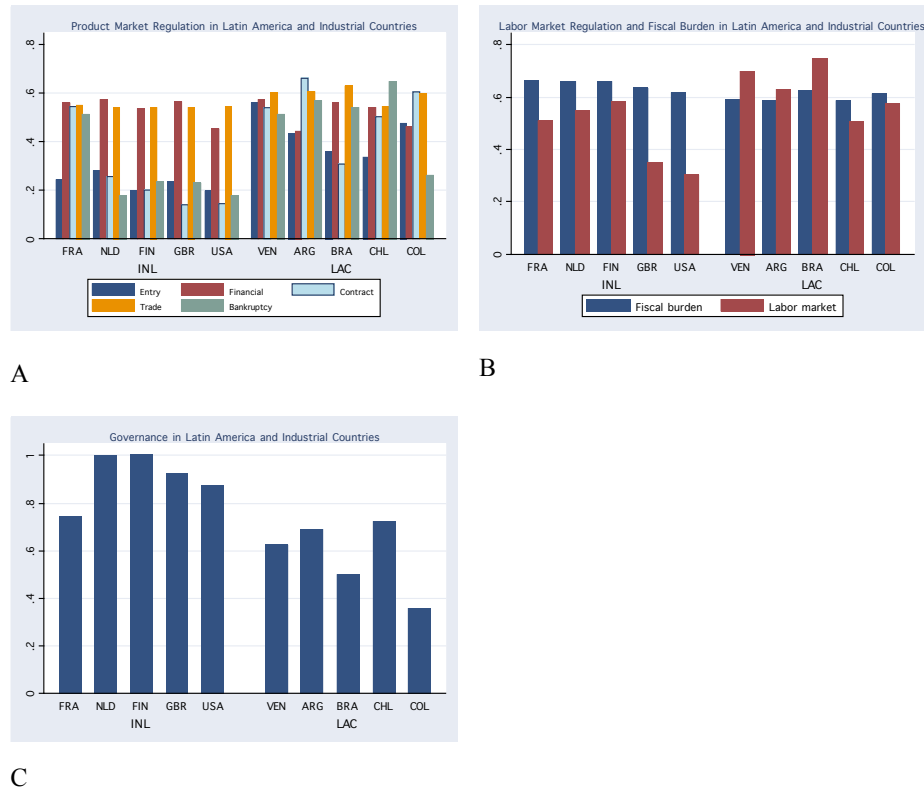 Product Market Regulation in Latin America and Industrial Countries
0 .2 .4 .6 .8
FRA NLD FIN GBR USA VEN ARG BRA CHL COL
INL LAC
Entry Financial Contract
Trade Bankruptcy
A
Labor Market Regulation and Fiscal Burden in Latin America and Industrial Countries
0 .2 .4 .6 .8
FRA NLD FIN GBR USA VEN ARG BRA CHL COL
INL LAC
Fiscal burden Labor market
B
Governance in Latin America and Industrial Countries
0 .2 .4 .6 .8 1
FRA NLD FIN GBR USA VEN ARG BRA CHL COL
INL LAC
C